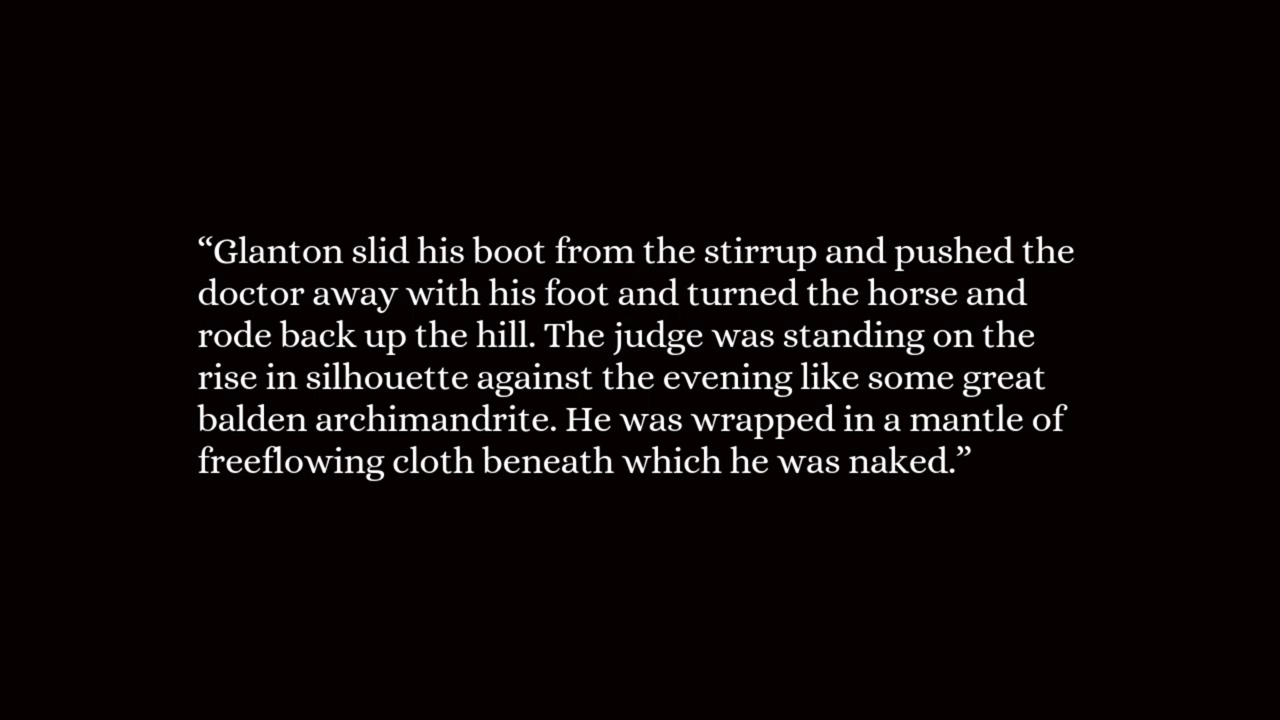 “Glanton slid his boot from the stirrup and pushed the
doctor away with his foot and turned the horse and
rode back up the hill. The judge was standing on the
rise in silhouette against the evening like some great
balden archimandrite. He was wrapped in a mantle of
freeflowing cloth beneath which he was naked.”